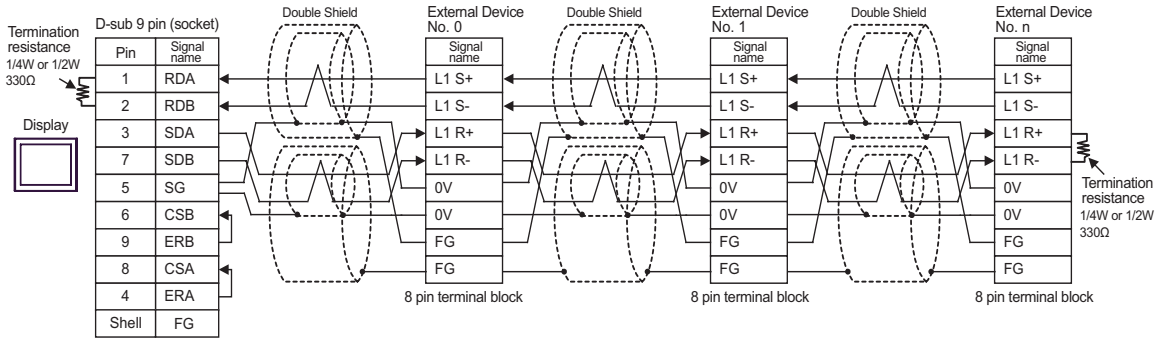 Termination
resistance
1/4W or 1/2W
330Ω
Display
D-sub 9 pin (socket)
Pin Signal name
1 RDA
2 RDB
3 SDA
7 SDB
5 SG
6 CSB
9 ERB
8 CSA
4 ERA
Shell FG
Double Shield
External Device
No. 0
Signal
name
L1 S+
L1 S-
L1 R+
L1 R-
0V
0V
FG
FG
8 pin terminal block
Double Shield
External Device
No. 1
Signal
name
L1 S+
L1 S-
L1 R+
L1 R-
0V
0V
FG
FG
8 pin terminal block
Double Shield
External Device
No. n
Signal
name
L1 S+
L1 S-
L1 R+
L1 R-
0V
0V
FG
FG
8 pin terminal block
Termination
resistance
1/4W or 1/2W
330Ω